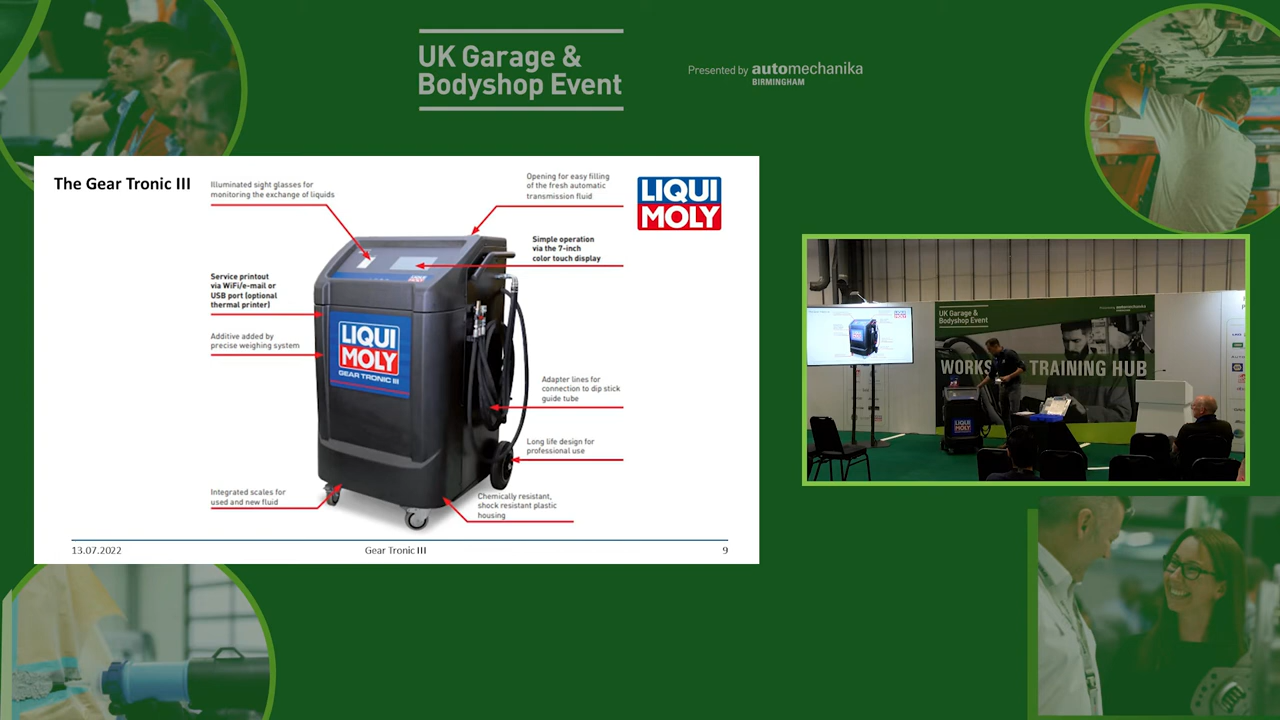 UK Garage &
Bodyshop Event
Presented by automechanika
BIRMINGHAM
The Gear Tronic III
Illuminated sight glasses for
monitoring the exchange of liquids
Opening for easy filling
of the fresh automatic
transmission fluid
LIQUI
MOLY
Simple operation
via the 7-inch
color touch display
Service printout
via WiFi/e-mail or
USB port (optional
thermal printer)
Additive added by
precise weighing system
LIQUI
MOLY
GEAR TRONIC III
Adapter lines for
connection to dip stick
guide tube
Long life design for
professional use
Integrated scales for
used and new fluid
Chemically resistant,
shock resistant plastic
housing
13.07.2022
Gear Tronic III
9
UK Garage &
Bodyshop Event
WORKS
TRAINING HUB
LIQUI
MOLY